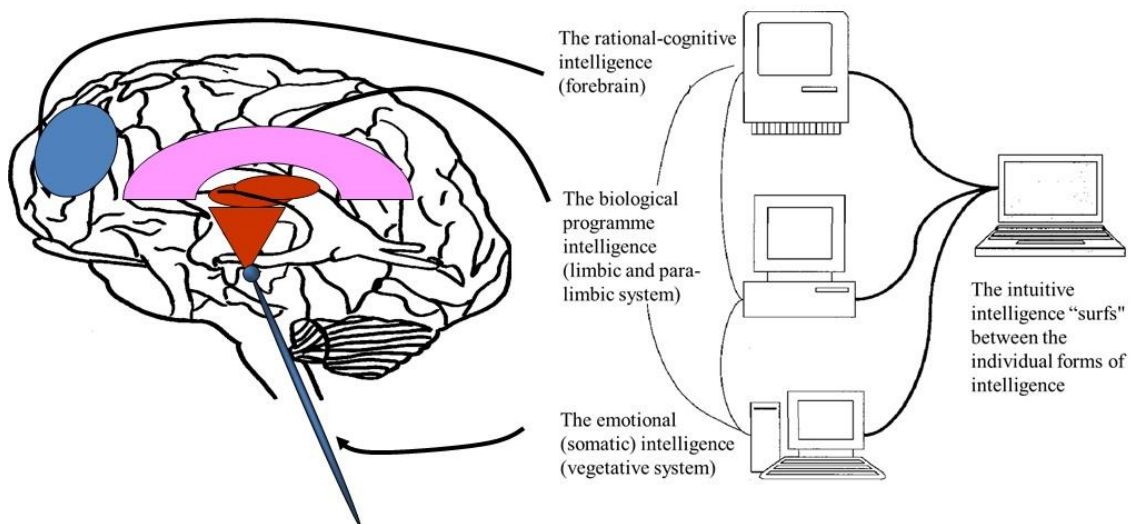 The rational-cognitive
intelligence
(forebrain)
The biological
programme
intelligence
(limbic and para-
limbic system)
The emotional
(somatic) intelligence
(vegetative system)
The intuitive
intelligence “surfs"
between the
individual forms of
intelligence